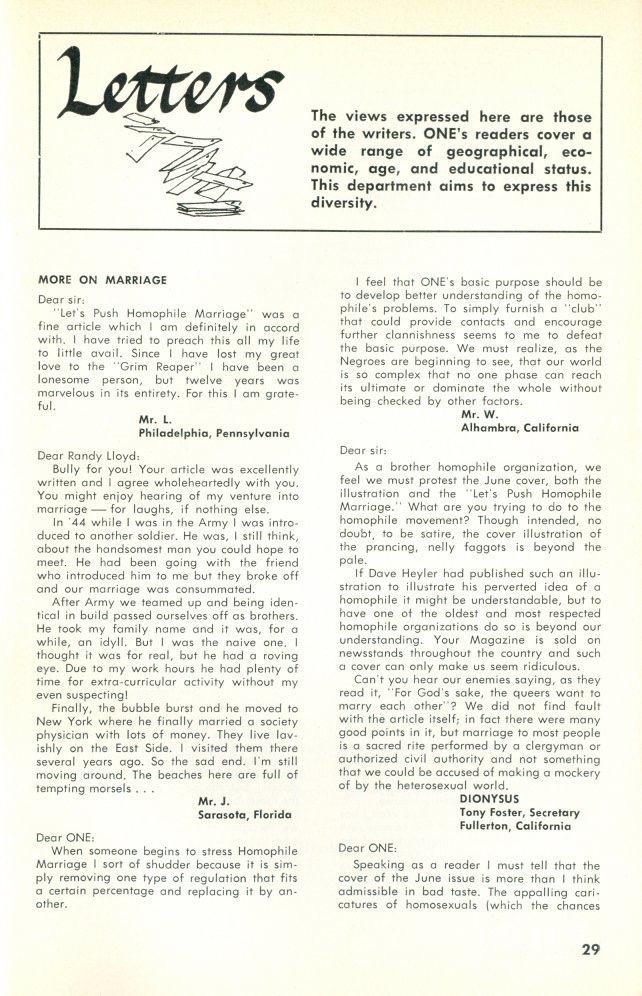 Letters
The views expressed here are those
of the writers. ONE's readers cover a
wide range of geographical, eco-
nomic, age, and educational status.
This department aims to express this
diversity.
MORE ON MARRIAGE
Dear sir:
"Let's Push Homophile Marriage" was a
fine article which I am definitely in accord
with. I have tried to preach this all my life
to little avail. Since I have lost my great
love to the "Grim Reaper" I have been a
lonesome person, but twelve years was
marvelous in its entirety. For this I am grate-
ful.
Mr. L.
Philadelphia, Pennsylvania
Dear Randy Lloyd:
Bully for you! Your article was excellently
written and I agree wholeheartedly with you.
You might enjoy hearing of my venture into
marriage — for laughs, if nothing else.
In '44 while I was in the Army I was intro-
duced to another soldier. He was, I still think,
about the handsomest man you could hope to
meet. He had been going with the friend
who introduced him to me but they broke off
and our marriage was consummated.
After Army we teamed up and being iden-
tical in build passed ourselves off as brothers.
He took my family name and it was, for a
while, an idyll. But I was the naive one. I
thought it was for real, but he had a roving
eye. Due to my work hours he had plenty of
time for extra-curricular activity without my
even suspecting!
Finally, the bubble burst and he moved to
New York where he finally married a society
physician with lots of money. They live lav-
ishly on the East Side. I visited them there
several years ago. So the sad end. I'm still
moving around. The beaches here are full of
tempting morsels . . .
Mr. J.
Sarasota, Florida
Dear ONE:
When someone begins to stress Homophile
Marriage I sort of shudder because it is sim-
ply removing one type of regulation that fits
a certain percentage and replacing it by an-
other.
I feel that ONE's basic purpose should be
to develop better understanding of the homo-
phile's problems. To simply furnish a "club"
that could provide contacts and encourage
further clannishness seems to me to defeat
the basic purpose. We must realize, as the
Negroes are beginning to see, that our world
is so complex that no one phase can reach
its ultimate or dominate the whole without
being checked by other factors.
Mr. W.
Alhambra, California
Dear sir:
As a brother homophile organization, we
feel we must protest the June cover, both the
illustration and the "Let's Push Homophile
Marriage." What are you trying to do to the
homophile movement? Though intended, no
doubt, to be satire, the cover illustration of
the prancing, nelly faggots is beyond the
pale.
If Dave Heyler had published such an illu-
stration to illustrate his perverted idea of a
homophile it might be understandable, but to
have one of the oldest and most respected
homophile organizations do so is beyond our
understanding. Your Magazine is sold on
newsstands throughout the country and such
a cover can only make us seem ridiculous.
Can't you hear our enemies saying, as they
read it, "For God's sake, the queers want to
marry each other"? We did not find fault
with the article itself; in fact there were many
good points in it, but marriage to most people
is a sacred rite performed by a clergyman or
authorized civil authority and not something
that we could be accused of making a mockery
of by the heterosexual world.
DIONYSUS
Tony Foster, Secretary
Fullerton, California
Dear ONE:
Speaking as a reader I must tell that the
cover of the June issue is more than I think
admissible in bad taste. The appalling cari-
catures of homosexuals (which the chances
29